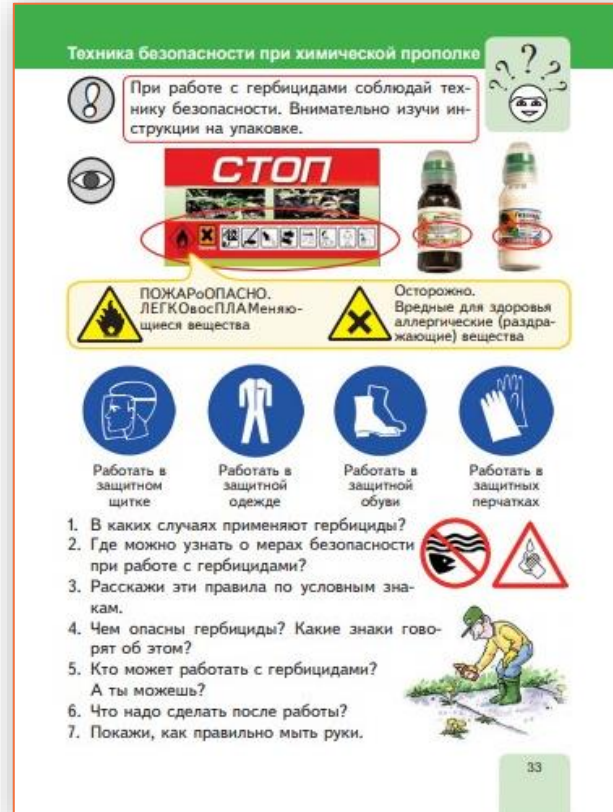 Техника безопасности при химической прополке
При работе с гербицидами соблюдай тех-
нику безопасности. Внимательно изучи ин-
струкции на упаковке.
СТОП
ПОЖАРоОПАСНО.
ЛЕГКОвосПЛАМеняю-
щиеся вещества
Осторожно.
Вредные для здоровья
аллергические (раздра-
жающие) вещества
Работать в
защитном
щитке
Работать в
защитной
одежде
Работать в
защитной
обуви
Работать в
защитных
перчатках
1. В каких случаях применяют гербициды?
2. Где можно узнать о мерах безопасности
при работе с гербицидами?
3. Расскажи эти правила по условным зна-
кам.
4. Чем опасны гербициды? Какие знаки гово-
рят об этом?
5. Кто может работать с гербицидами?
А ты можешь?
6. Что надо сделать после работы?
7. Покажи, как правильно мыть руки.
33